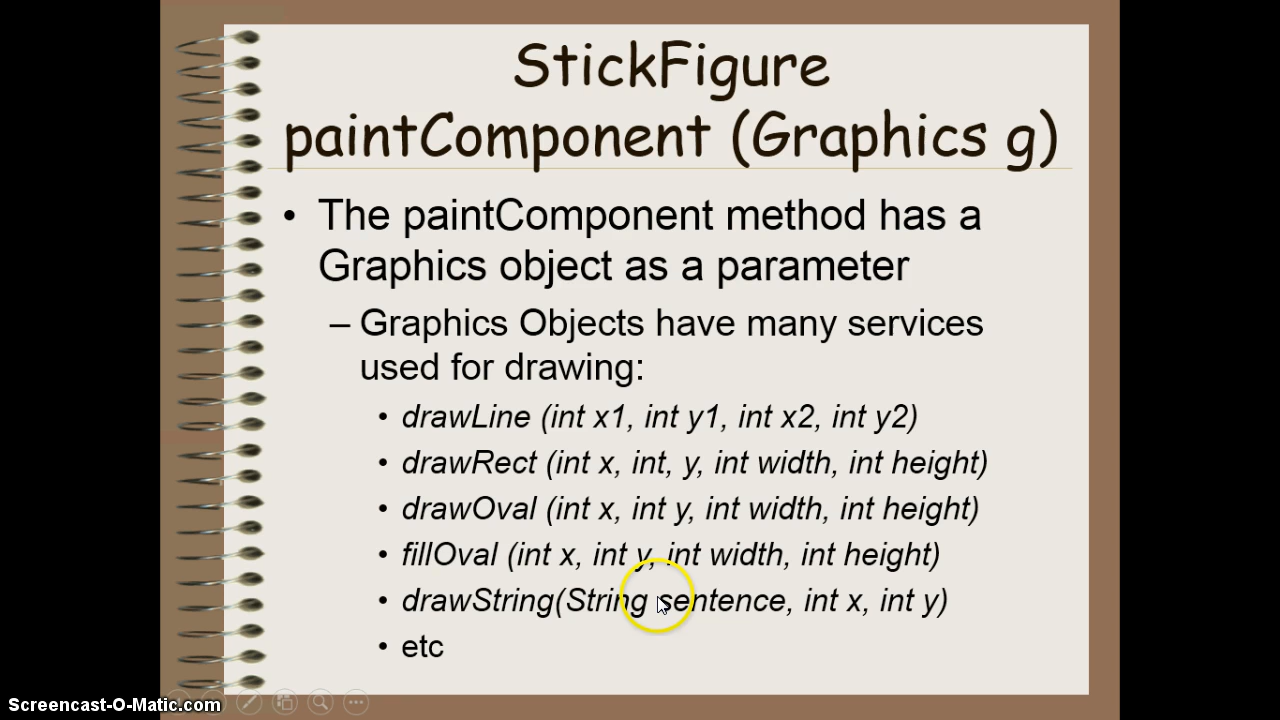 StickFigure
paintComponent (Graphics g)
• The paintComponent method has a
Graphics object as a parameter
– Graphics Objects have many services
used for drawing:
• drawLine (int x1, int y1, int x2, int y2)
• drawRect (int x, int, y, int width, int height)
• drawOval (int x, int y, int width, int height)
• fillOval (int x, int y, int width, int height)
• drawString(String sentence, int x, int y)
• etc
Screencast-O-Matic.com